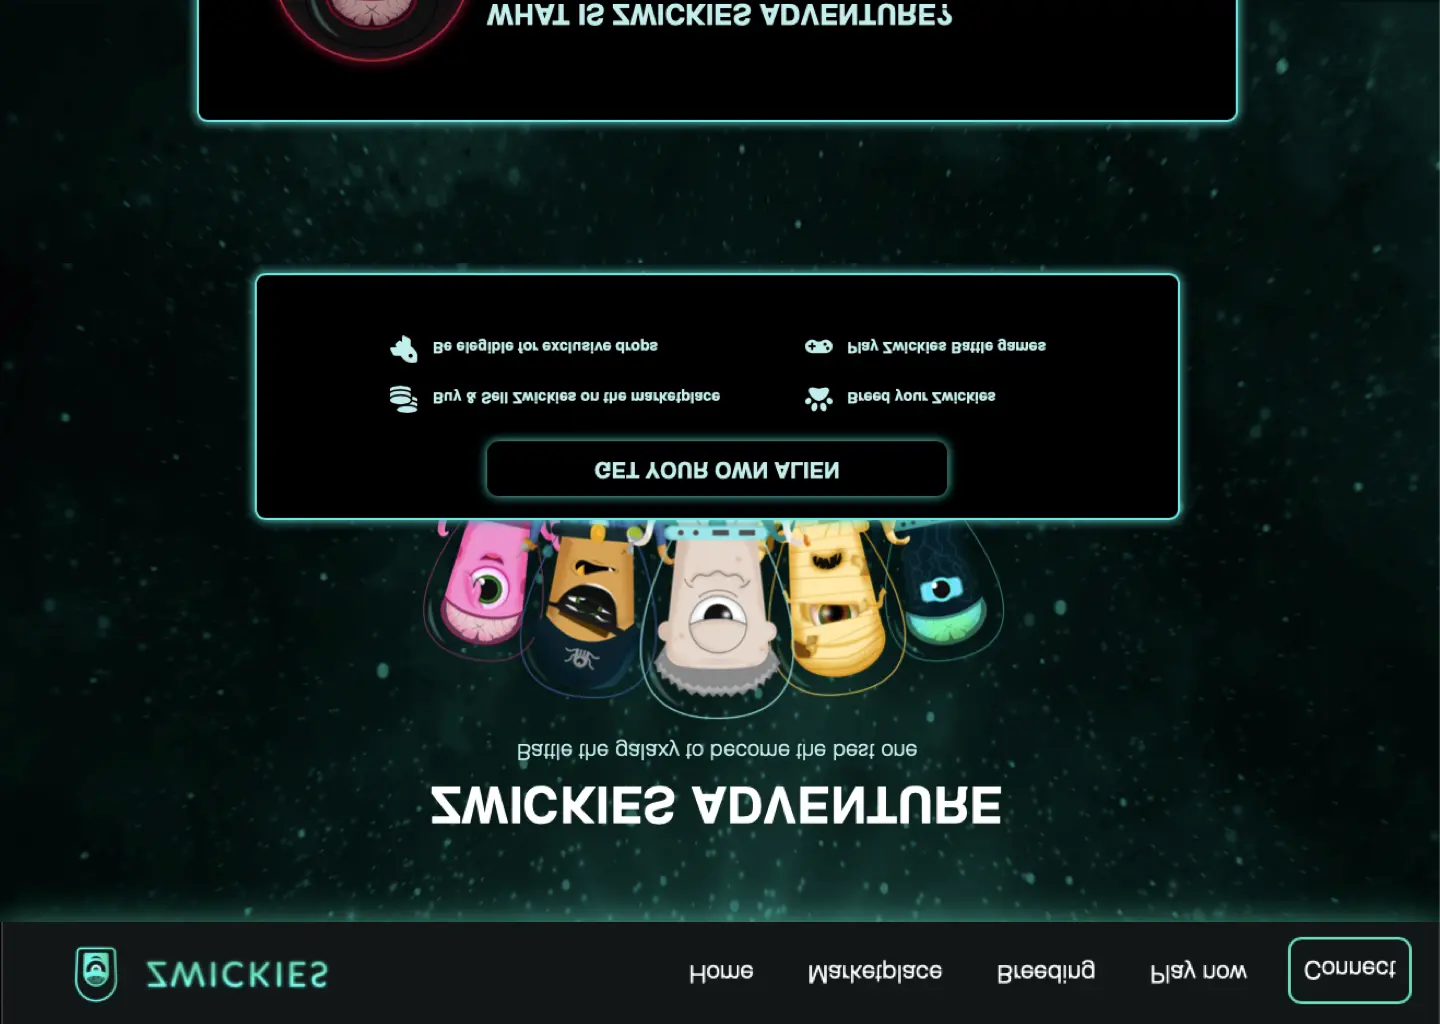 ZWICKIES
Home
Marketplace
Breeding
Play now
Connect
ZWICKIES ADVENTURE
Battle the galaxy to become the best one
GET YOUR OWN ALIEN
Buy & Sell Zwickies on the marketplace
Breed your Zwickies
Be elegible for exclusive drops
Play Zwickies Battle games
WHAT IS ZWICKIES ADVENTURE?